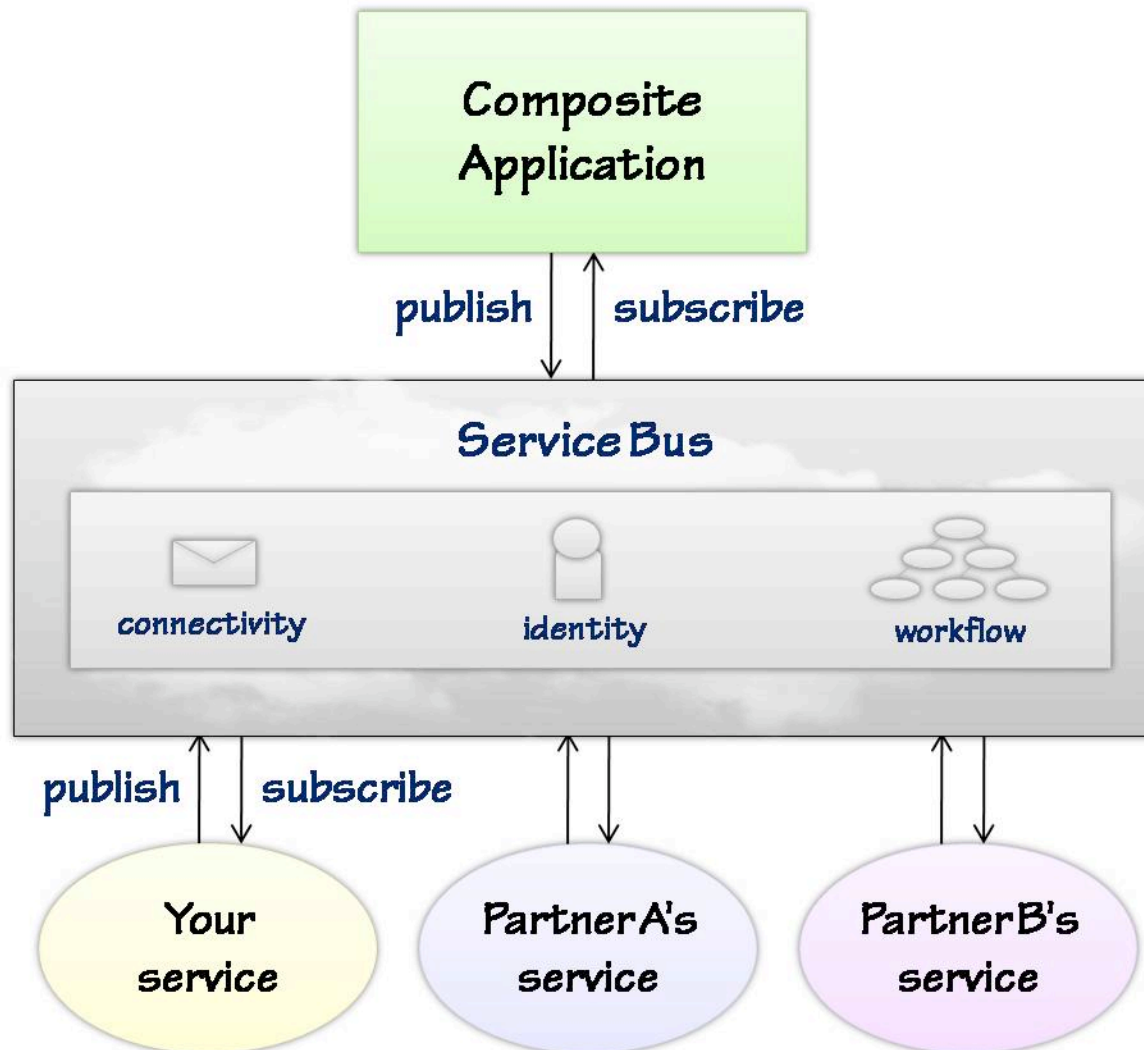 Composite
Application
publish subscribe
Service Bus
connectivity identity workflow
publish subscribe
Your
service
Partner A's
service
Partner B's
service